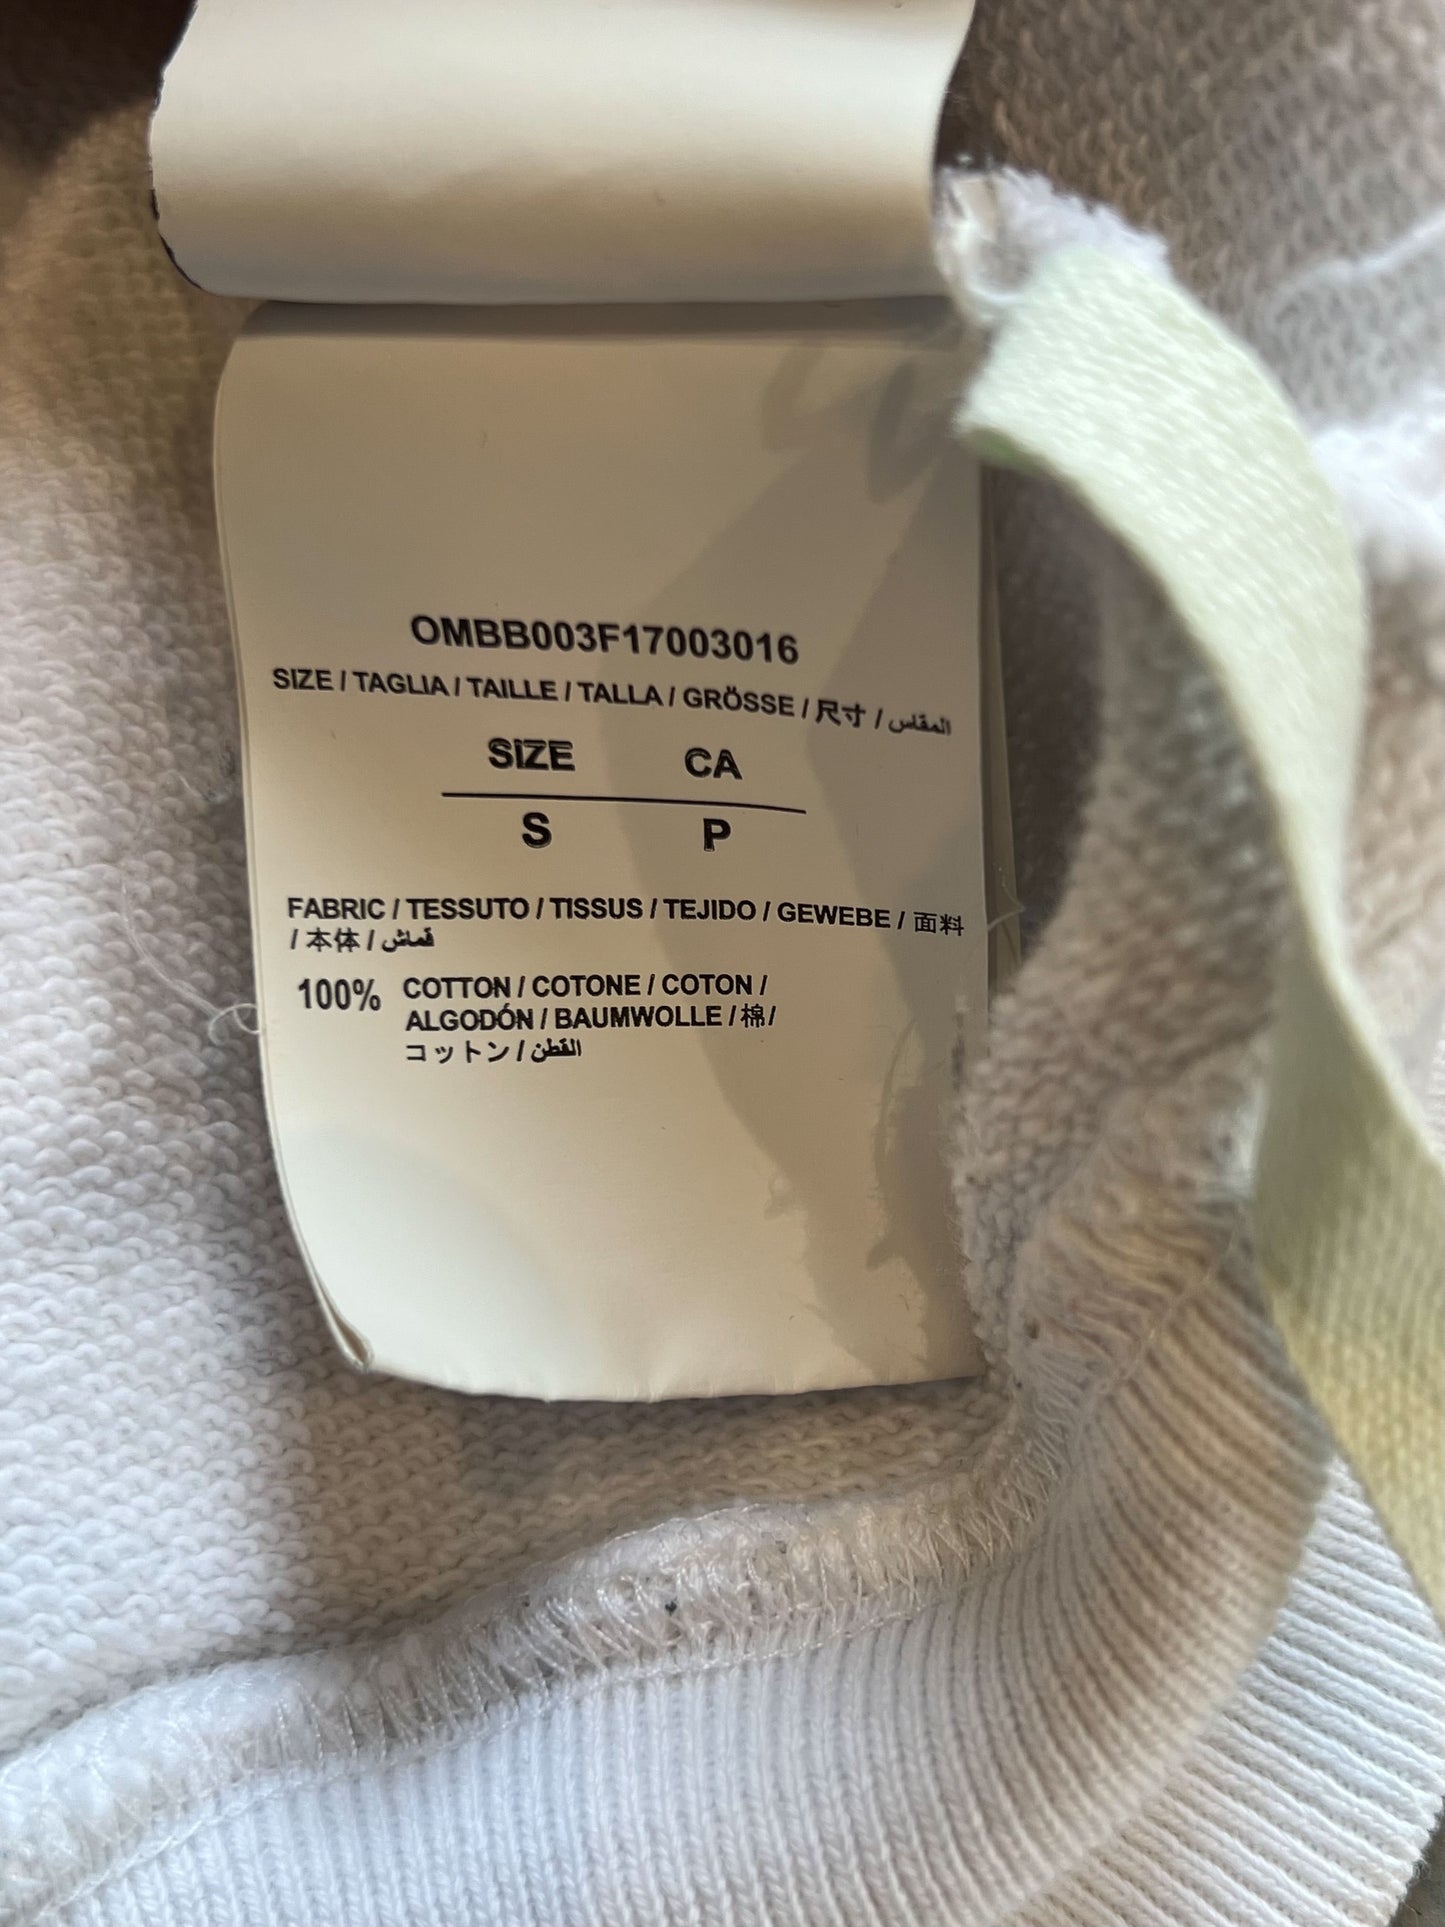 OMBB003F17003016
SIZE / TAGLIA / TAILLE / TALLA / GRÖSSE / 尺寸 / المقاس
SIZE CA
S P
FABRIC / TESSUTO / TISSUS / TEJIDO / GEWEBE / 面料
/ 本体 / قماش
100% COTTON / COTONE / COTON /
ALGODÓN / BAUMWOLLE / 棉 /
コットン / القطن